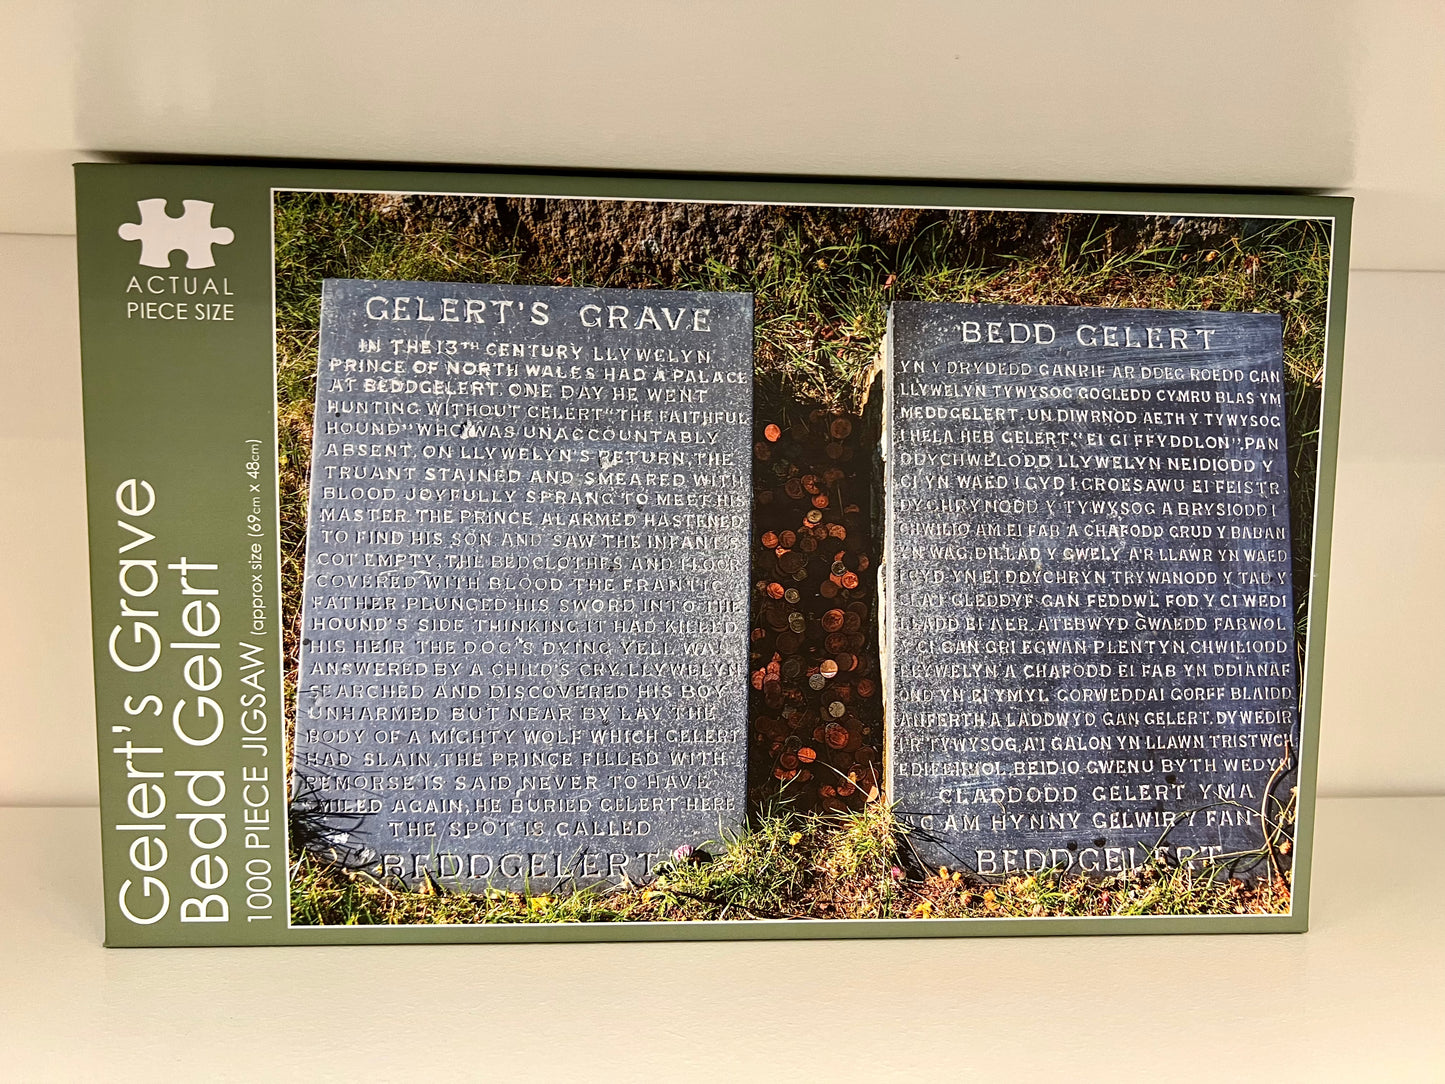 ACTUAL
PIECE SIZE
Gelert's Grave
Bedd Gelert
1000 PIECE JIGSAW (approx size (69cm x 48cm)
GELERT'S GRAVE
IN THE 13TH CENTURY LLYWELYN
PRINCE OF NORTH WALES HAD A PALACE
AT BEDDGELERT. ONE DAY HE WENT
HUNTING WITHOUT GELERT "THE FAITHFUL
HOUND" WHO WAS UNACCOUNTABLY
ABSENT. ON LLYWELYN'S RETURN, THE
TRUANT STAINED AND SMEARED WITH
BLOOD JOYFULLY SPRANG TO MEET HIS
MASTER. THE PRINCE ALARMED HASTENED
TO FIND HIS SON, AND SAW THE INFANT'S
COT EMPTY, THE BEDCLOTHES AND FLOOR
COVERED WITH BLOOD. THE FRANTIC
FATHER PLUNGED HIS SWORD INTO THE
HOUND'S SIDE THINKING IT HAD KILLED
HIS HEIR. THE DOG'S DYING YELL WAS
ANSWERED BY A CHILD'S CRY. LLYWELYN
SEARCHED AND DISCOVERED HIS BOY
UNHARMED BUT NEAR BY LAY THE
BODY OF A MIGHTY WOLF WHICH GELERT
HAD SLAIN. THE PRINCE FILLED WITH
REMORSE IS SAID NEVER TO HAVE
SMILED AGAIN, HE BURIED GELERT HERE
THE SPOT IS CALLED
BEDDGELERT
BEDD GELERT
YN Y DRYDEDD GANRIF AR DDEG ROEDD GAN
LLYWELYN TYWYSOG GOGLEDD CYMRU BLAS YM
MEDDGELERT. UN DIWRNOD AETH Y TYWYSOG
I HELA HEB GELERT, "EI GI FFYDDLON". PAN
DDYCHWELODD LLYWELYN NEIDIODD Y
CI YN WAED I GYD I GROESAWU EI FEISTR
DYCHRYNODD Y TYWYSOG A BRYSIODD I
CHWILIO AM EI FAB A CHAFODD GRUD Y BABAN
YN WAG, DILLAD Y GWELY A'R LLAWR YN WAED
I GYD. YN EI DDYCHRYN TRYWANODD Y TAD Y
CI A'I GLEDDYF GAN FEDDWL FOD Y CI WEDI
LLADD EI AER. ATEBWYD GWAEDD FARWOL
CI GAN GRI EGWAN PLENTYN. CHWILIODD
LLYWELYN A CHAFODD EI FAB YN DDIANAF
OND YN EI YMYL GORWEDDAI GORFF BLAIDD
ANFERTH A LADDWYD GAN GELERT. DYWEDIR
I'R TYWYSOG, A'I GALON YN LLAWN TRISTWCH
EDIFEIRIOL, BEIDIO GWENU BYTH WEDYN
CLADDODD GELERT YMA
AC AM HYNNY GELWIR Y FAN
BEDDGELERT